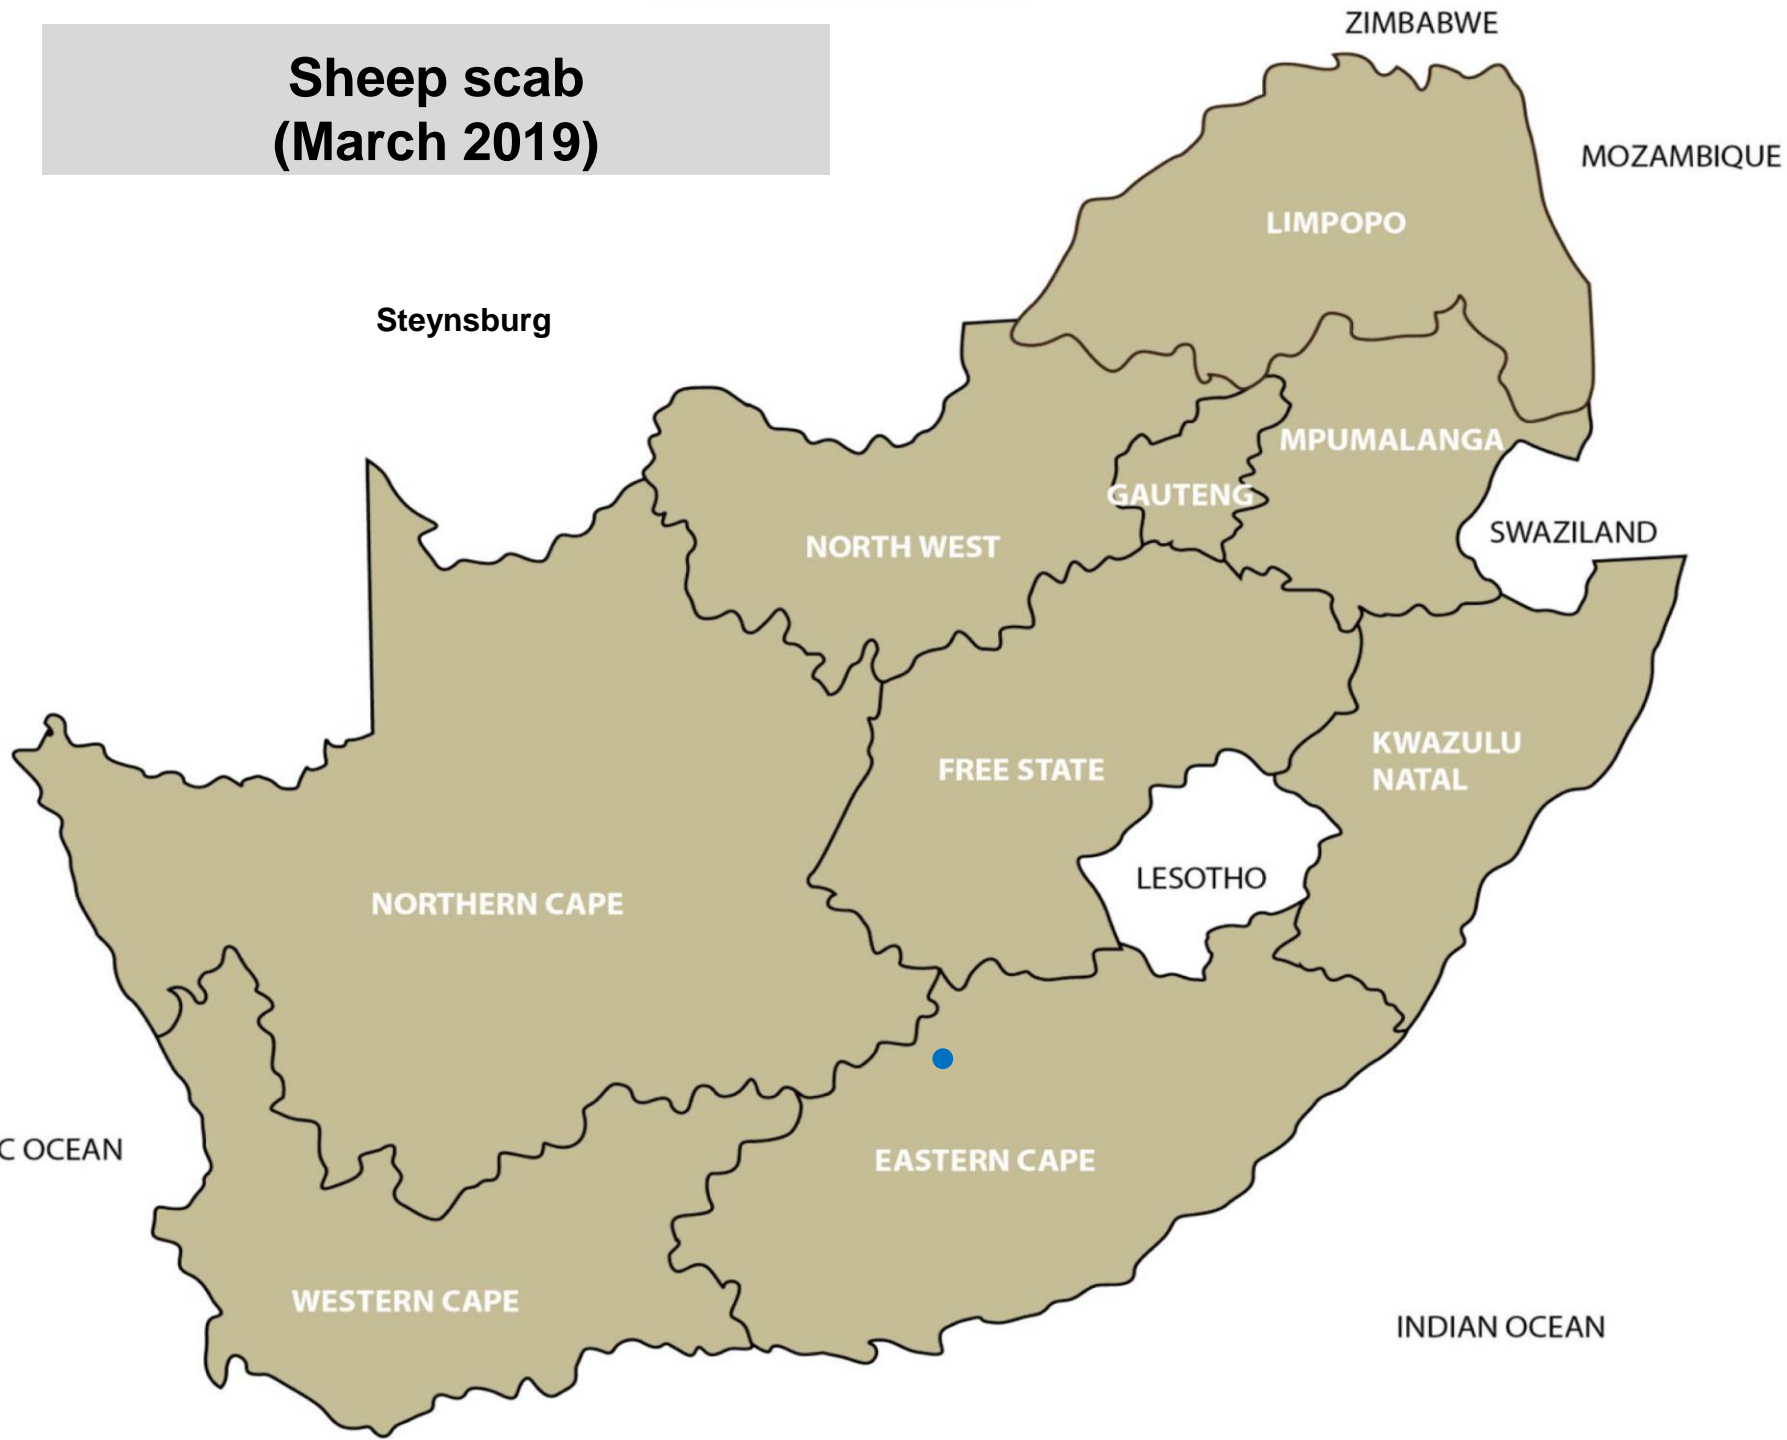 Sheep scab
(March 2019)
ZIMBABWE
MOZAMBIQUE
LIMPOPO
Steynsburg
MPUMALANGA
GAUTENG
SWAZILAND
NORTH WEST
KWAZULU
NATAL
FREE STATE
LESOTHO
NORTHERN CAPE
C OCEAN
EASTERN CAPE
WESTERN CAPE
INDIAN OCEAN